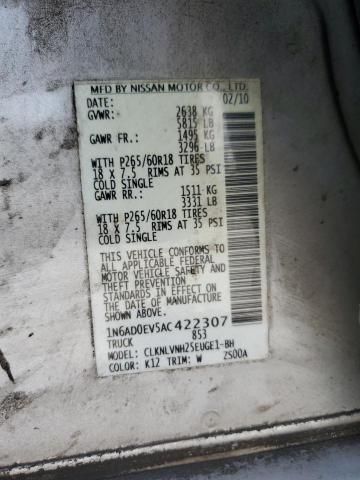 MFD BY NISSAN MOTOR CO., LTD.
DATE: 02/10
GVWR: 2638 KG
5815 LB
GAWR FR.: 1495 KG
3296 LB
WITH P265/60R18 TIRES
18 X 7.5 RIMS AT 35 PSI
COLD SINGLE
GAWR RR.: 1511 KG
3331 LB
WITH P265/60R18 TIRES
18 X 7.5 RIMS AT 35 PSI
COLD SINGLE
THIS VEHICLE CONFORMS TO
ALL APPLICABLE FEDERAL
MOTOR VEHICLE SAFETY AND
THEFT PREVENTION
STANDARDS IN EFFECT ON THE
DATE OF MANUFACTURE
SHOWN ABOVE.
1N6AD0EV5AC422307
TRUCK 853
MODEL: CLKNLVNH25EUGE1-BH
COLOR: K12 TRIM: W ZS00A